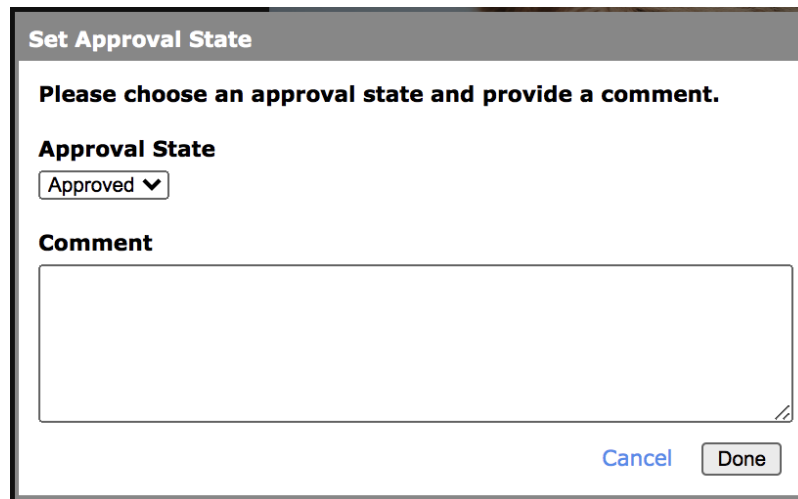 Set Approval State
Please choose an approval state and provide a comment.
Approval State
Approved
Comment
Cancel Done